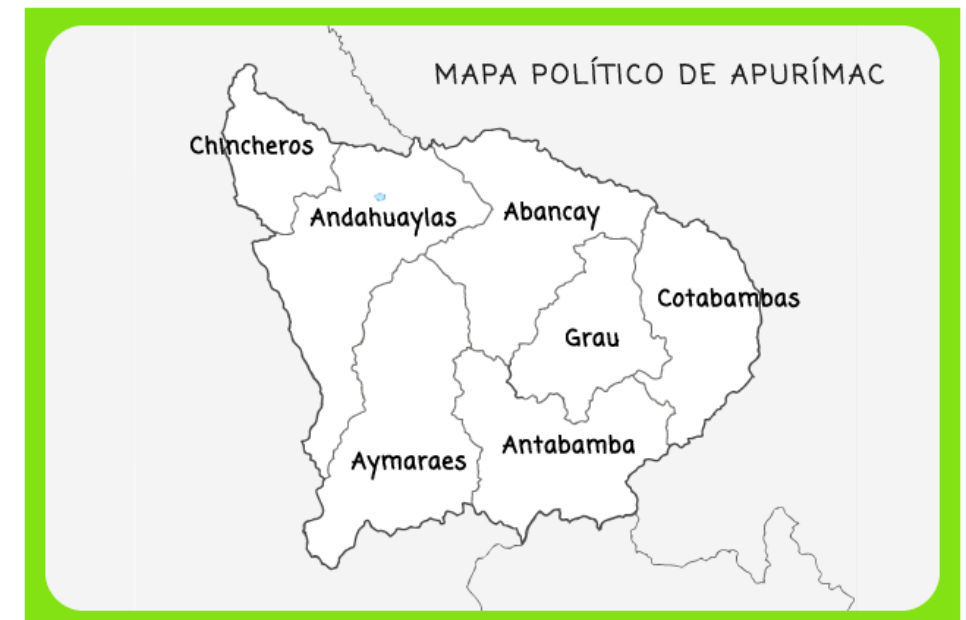 MAPA POLÍTICO DE APURÍMAC
Chincheros
Andahuaylas
Abancay
Cotabambas
Grau
Antabamba
Aymaraes